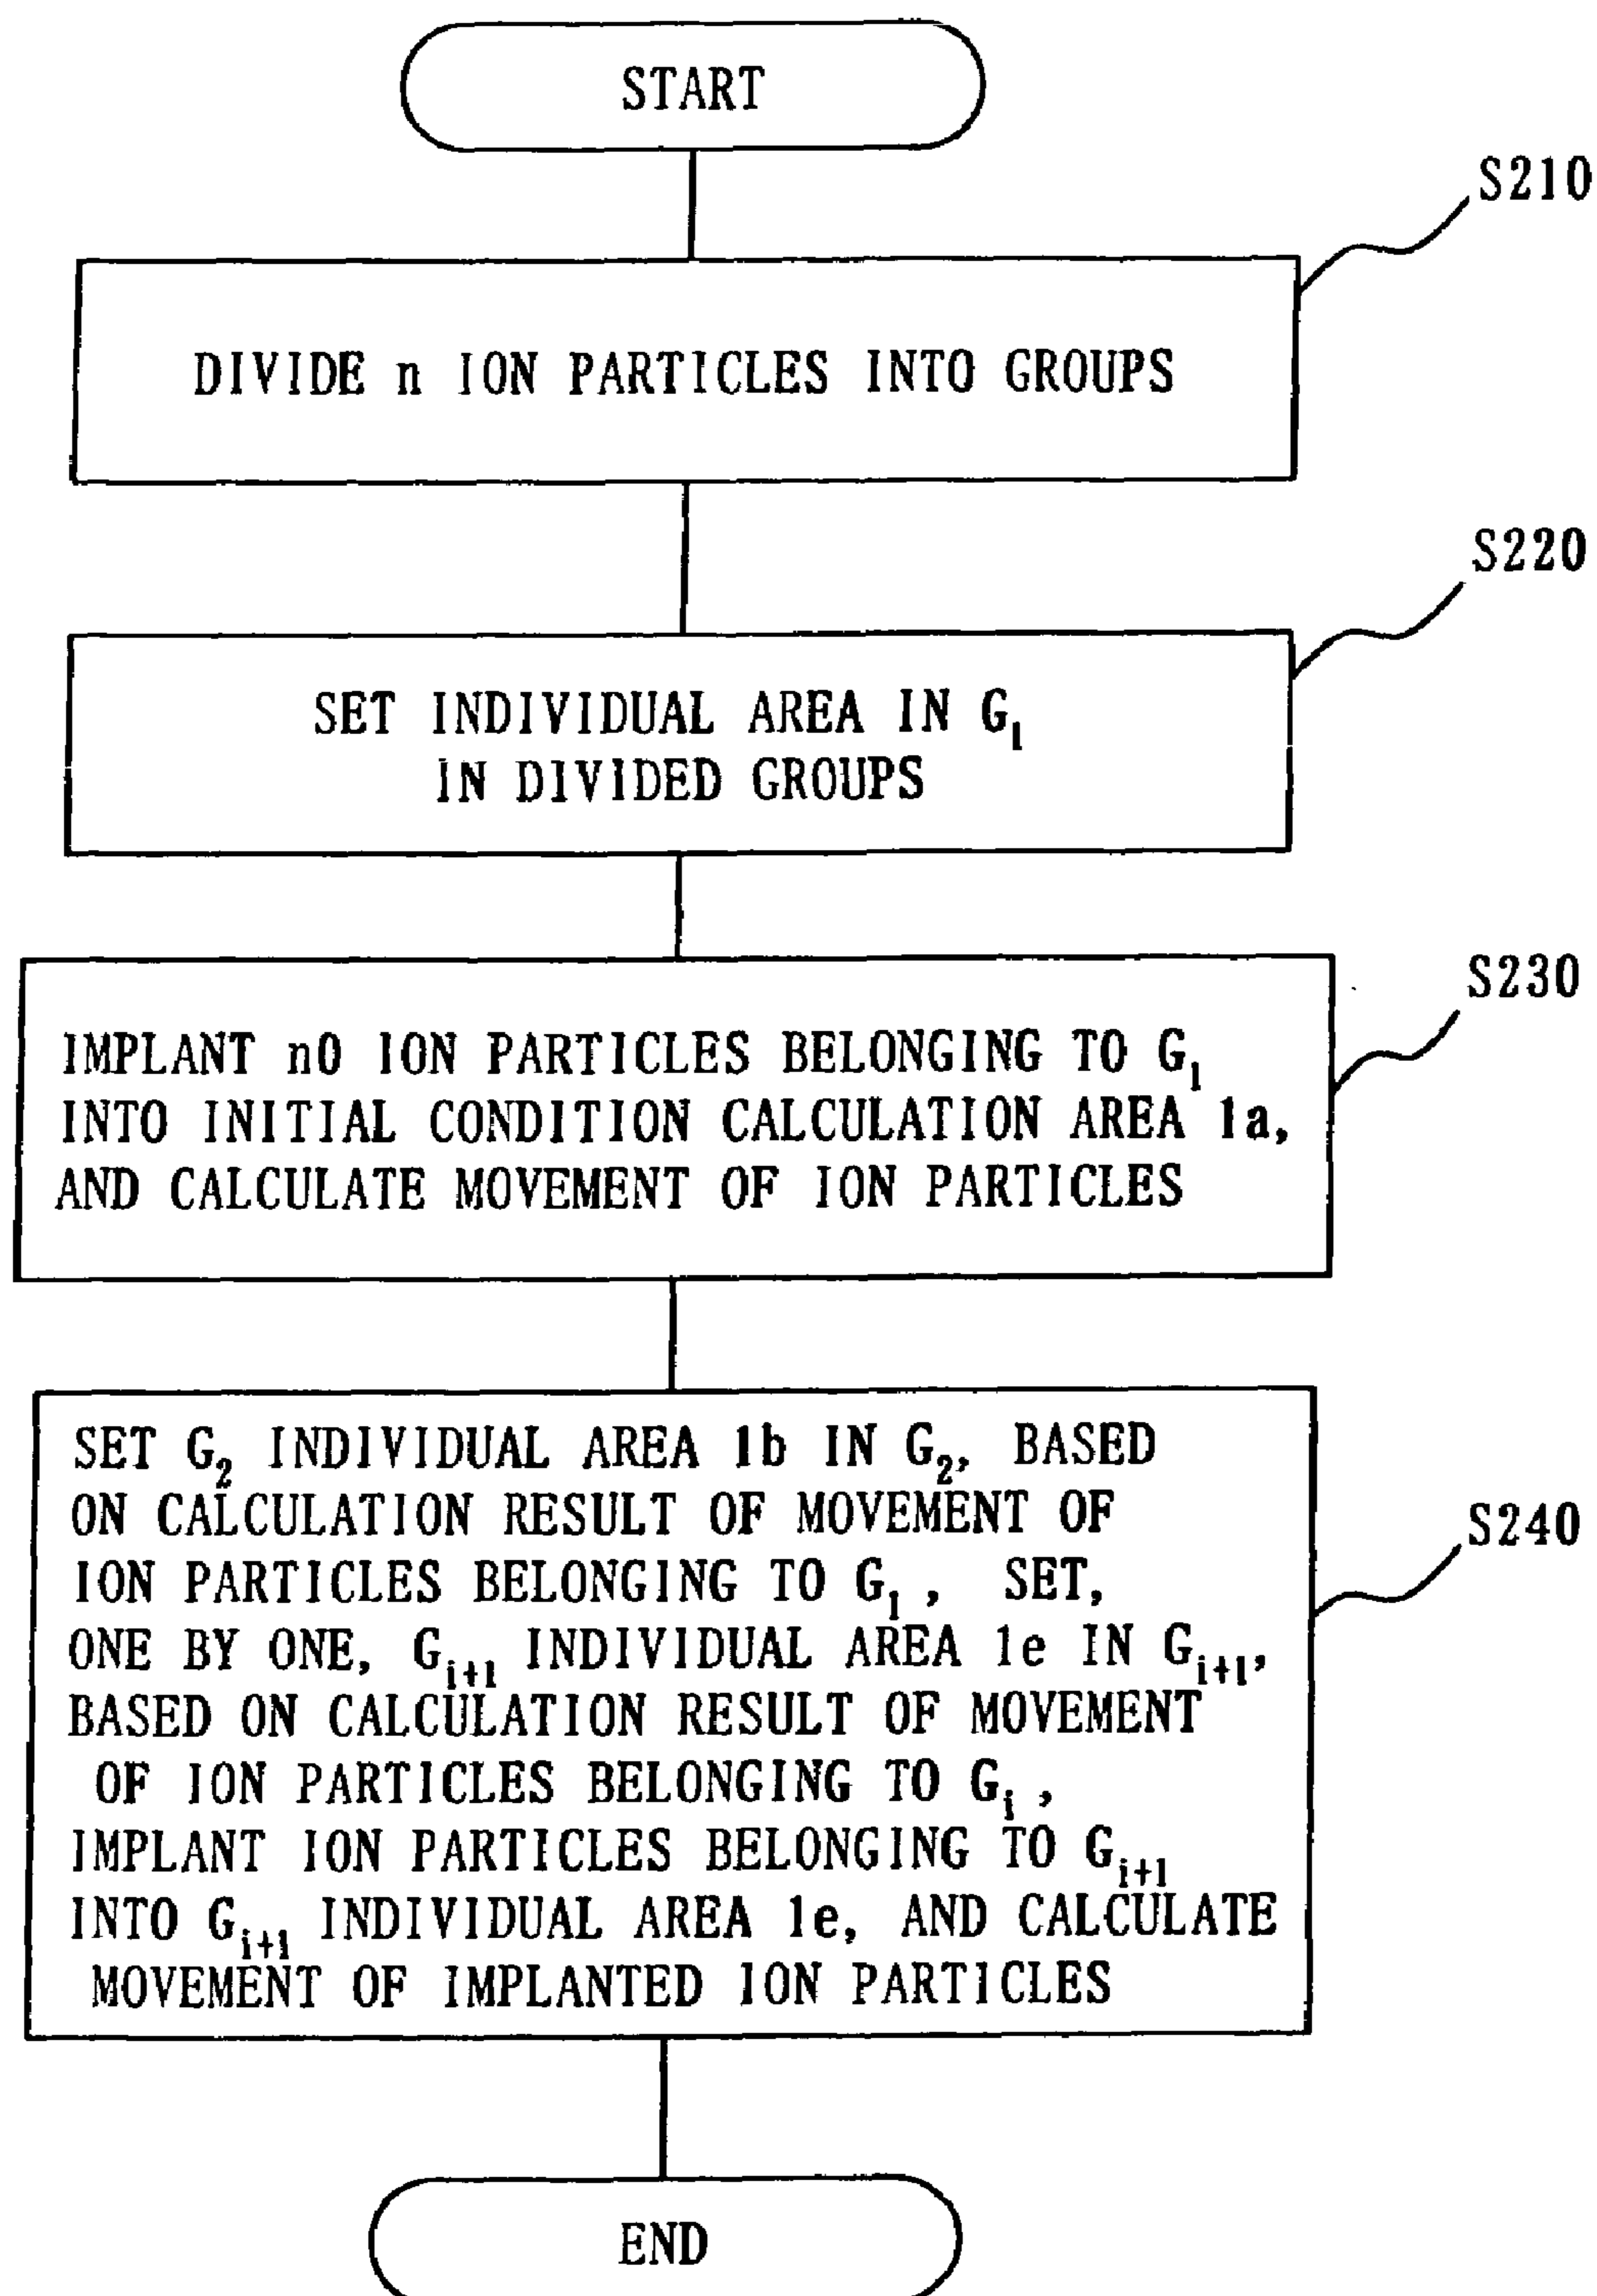 START
S210
DIVIDE n ION PARTICLES INTO GROUPS
S220
SET INDIVIDUAL AREA IN G₁
IN DIVIDED GROUPS
S230
IMPLANT n0 ION PARTICLES BELONGING TO G₁
INTO INITIAL CONDITION CALCULATION AREA 1a,
AND CALCULATE MOVEMENT OF ION PARTICLES
S240
SET G₂ INDIVIDUAL AREA 1b IN G₂, BASED
ON CALCULATION RESULT OF MOVEMENT OF
ION PARTICLES BELONGING TO G₁, SET,
ONE BY ONE, Gᵢ₊₁ INDIVIDUAL AREA 1e IN Gᵢ₊₁,
BASED ON CALCULATION RESULT OF MOVEMENT
OF ION PARTICLES BELONGING TO Gᵢ,
IMPLANT ION PARTICLES BELONGING TO Gᵢ₊₁
INTO Gᵢ₊₁ INDIVIDUAL AREA 1e, AND CALCULATE
MOVEMENT OF IMPLANTED ION PARTICLES
END